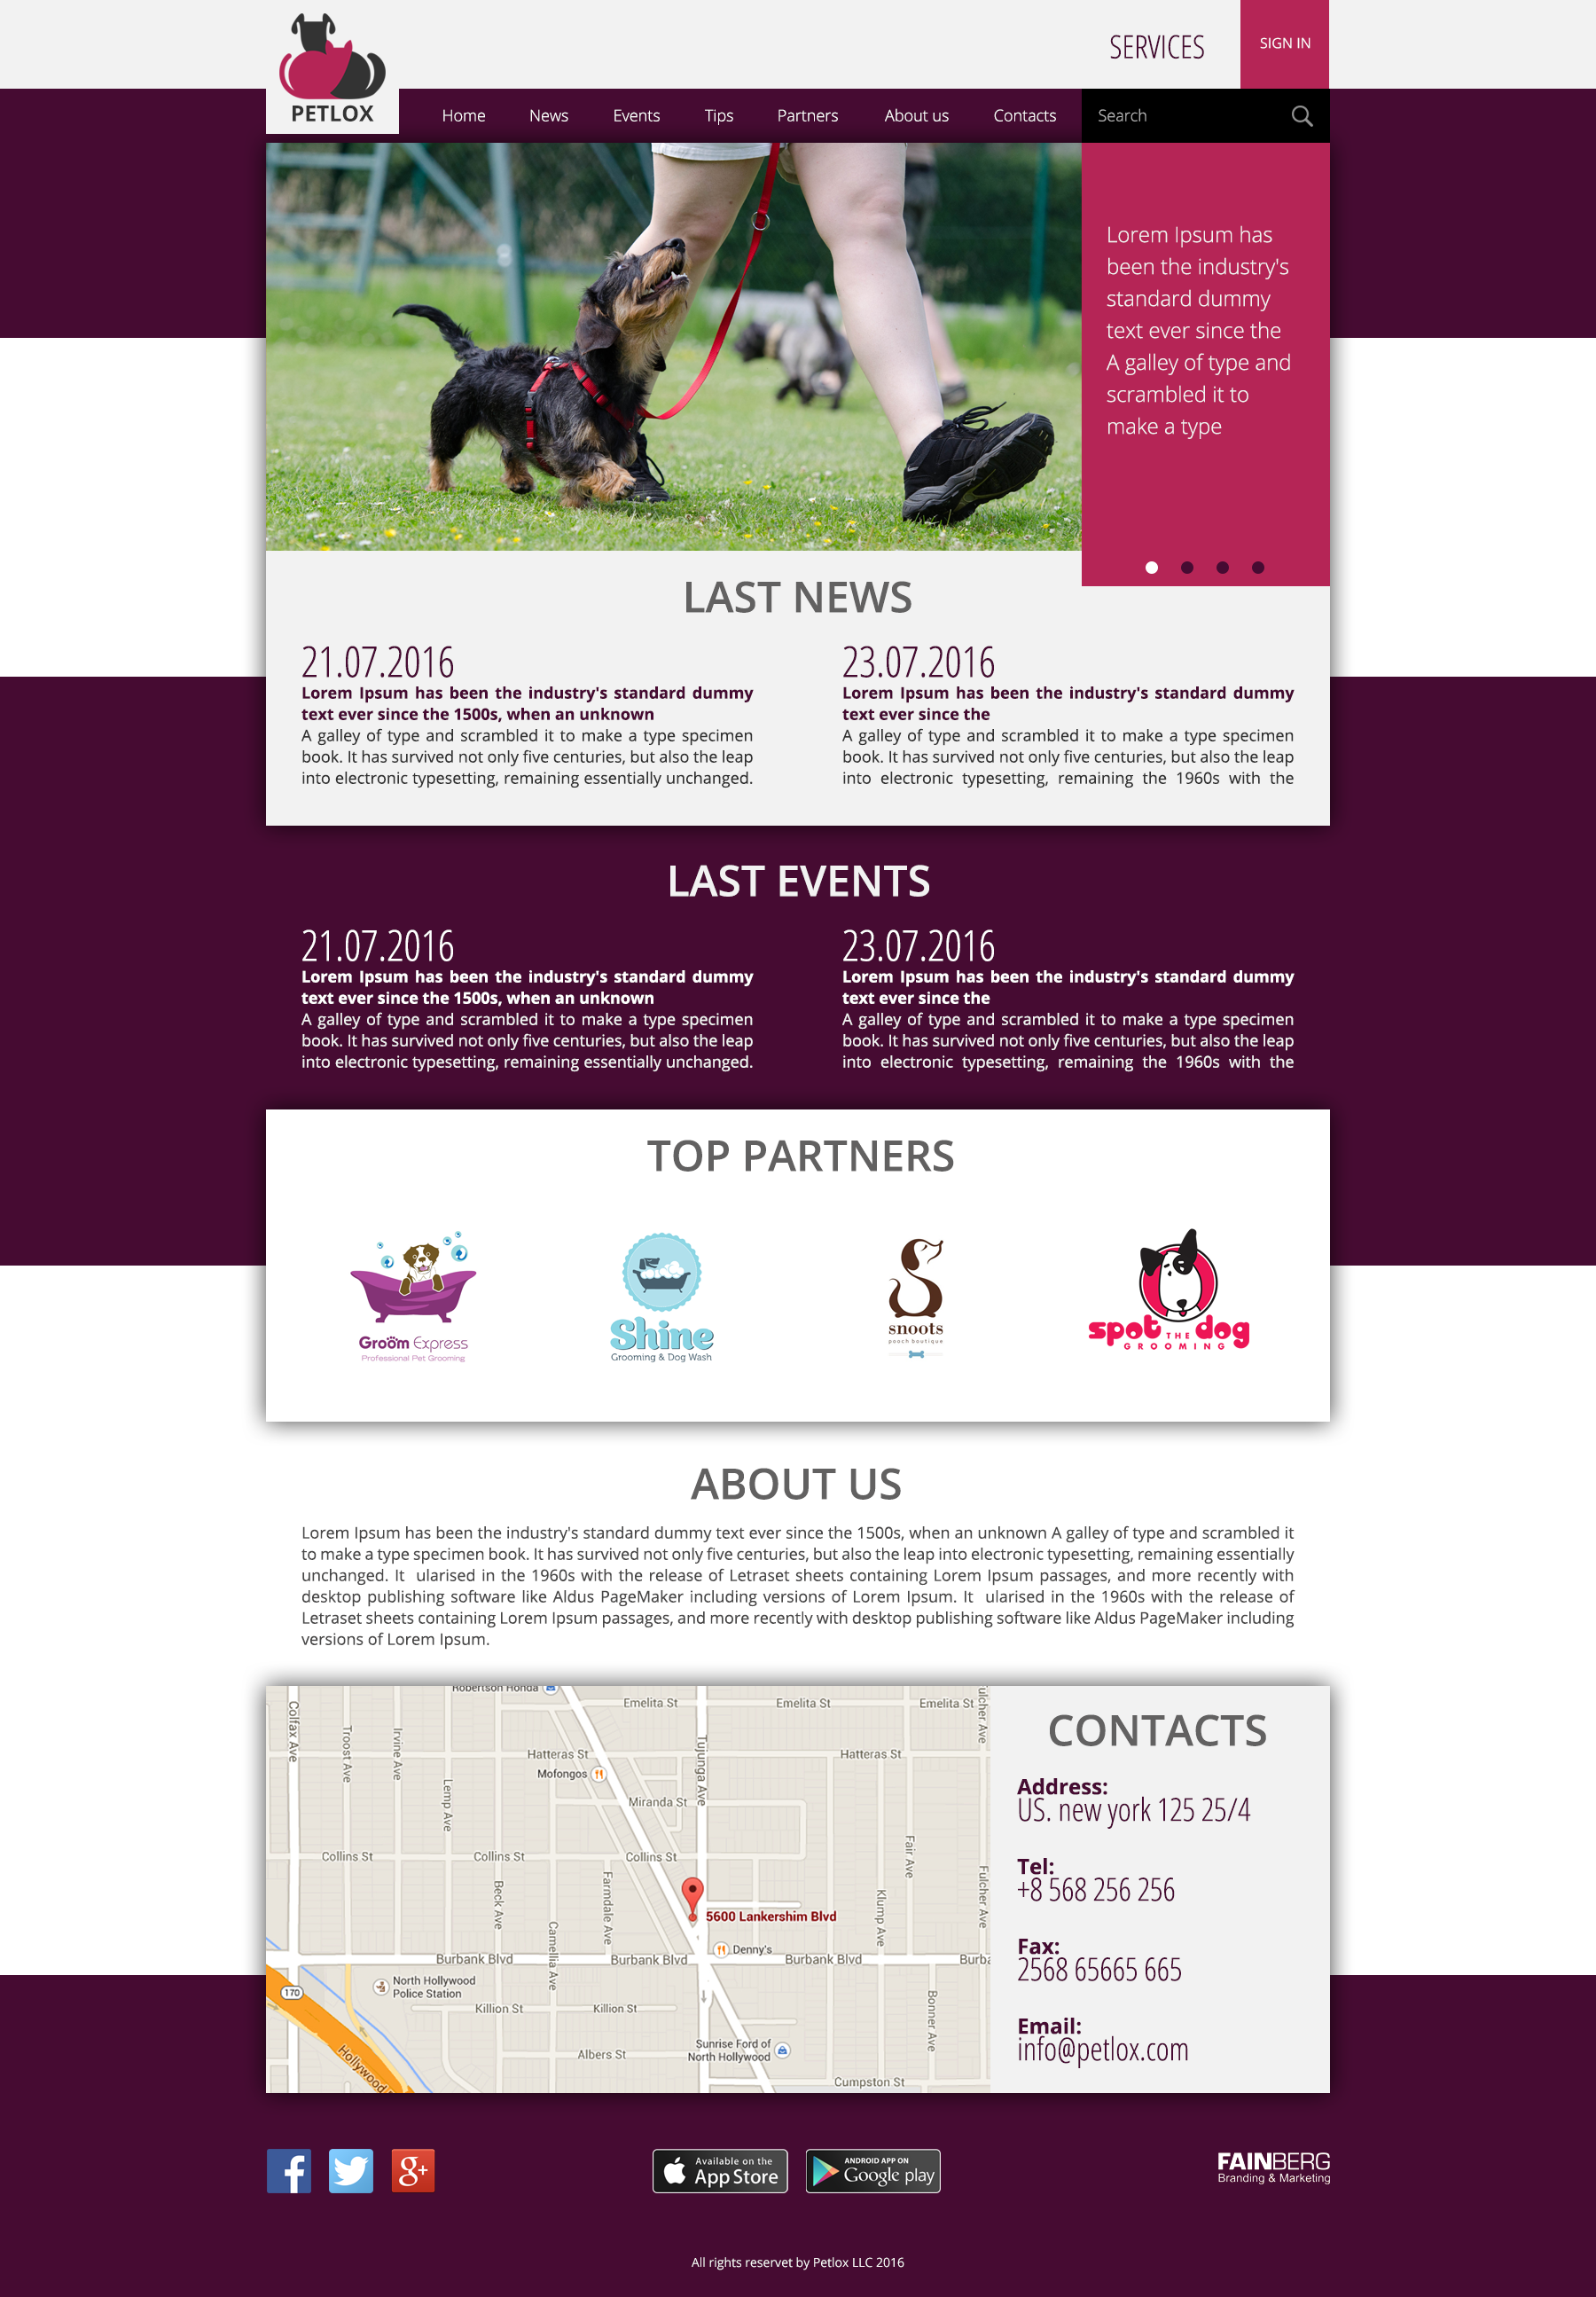 SERVICES
SIGN IN
PETLOX
Home News Events Tips Partners About us Contacts
Search
Lorem Ipsum has
been the industry's
standard dummy
text ever since the
A galley of type and
scrambled it to
make a type
LAST NEWS
21.07.2016
Lorem Ipsum has been the industry's standard dummy
text ever since the 1500s, when an unknown
A galley of type and scrambled it to make a type specimen
book. It has survived not only five centuries, but also the leap
into electronic typesetting, remaining essentially unchanged.
23.07.2016
Lorem Ipsum has been the industry's standard dummy
text ever since the
A galley of type and scrambled it to make a type specimen
book. It has survived not only five centuries, but also the leap
into electronic typesetting, remaining the 1960s with the
LAST EVENTS
21.07.2016
Lorem Ipsum has been the industry's standard dummy
text ever since the 1500s, when an unknown
A galley of type and scrambled it to make a type specimen
book. It has survived not only five centuries, but also the leap
into electronic typesetting, remaining essentially unchanged.
23.07.2016
Lorem Ipsum has been the industry's standard dummy
text ever since the
A galley of type and scrambled it to make a type specimen
book. It has survived not only five centuries, but also the leap
into electronic typesetting, remaining the 1960s with the
TOP PARTNERS
Groom Express
Professional Pet Grooming
Shine
Grooming & Dog Wash
snoots
pooch boutique
spot THE dog
GROOMING
ABOUT US
Lorem Ipsum has been the industry's standard dummy text ever since the 1500s, when an unknown A galley of type and scrambled it
to make a type specimen book. It has survived not only five centuries, but also the leap into electronic typesetting, remaining essentially
unchanged. It ularised in the 1960s with the release of Letraset sheets containing Lorem Ipsum passages, and more recently with
desktop publishing software like Aldus PageMaker including versions of Lorem Ipsum. It ularised in the 1960s with the release of
Letraset sheets containing Lorem Ipsum passages, and more recently with desktop publishing software like Aldus PageMaker including
versions of Lorem Ipsum.
Robertson Honda
Emelita St
Emelita St
Emelita St
Colfax Ave
Troost Ave
Irvine Ave
Lemp Ave
Tujunga Ave
ulcher Ave
Hatteras St
Hatteras St
Mofongos
Miranda St
Collins St
Collins St
Collins St
Beck Ave
Camellia Ave
Farmdale Ave
Fair Ave
Klump Ave
Fulcher Ave
5600 Lankershim Blvd
Denny's
Burbank Blvd
Burbank Blvd
Burbank Blvd
Burba
North Hollywood
Police Station
170
Killion St
Killion St
Bonner Ave
Hollywood
Albers St
Sunrise Ford of
North Hollywood
Cumpston St
CONTACTS
Address:
US. new york 125 25/4
Tel:
+8 568 256 256
Fax:
2568 65665 665
Email:
info@petlox.com
f
g+
Available on the
App Store
ANDROID APP ON
Google play
FAINBERG
Branding & Marketing
All rights reservet by Petlox LLC 2016